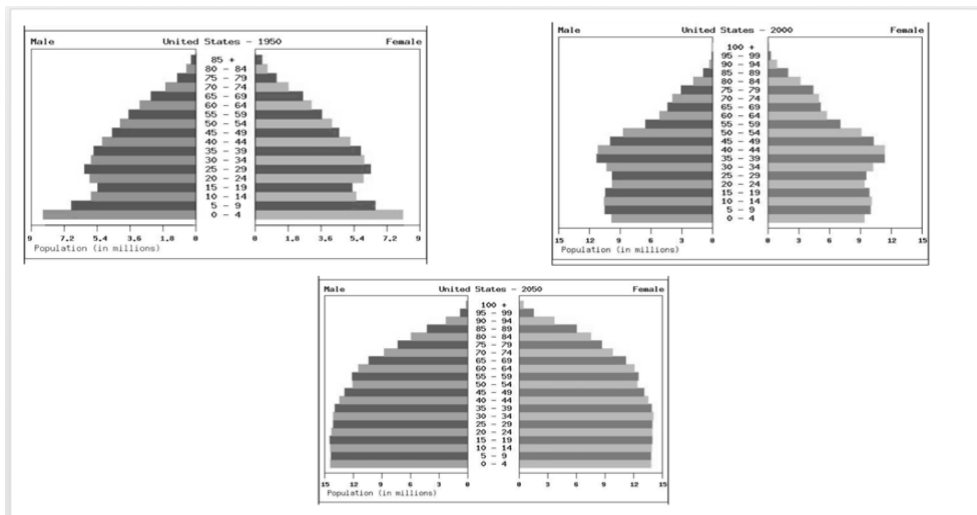 Male United States - 1950 Female
85 +
80 - 84
75 - 79
70 - 74
65 - 69
60 - 64
55 - 59
50 - 54
45 - 49
40 - 44
35 - 39
30 - 34
25 - 29
20 - 24
15 - 19
10 - 14
5 - 9
0 - 4
9 7,2 5,4 3,6 1,8 0 0 1,8 3,6 5,4 7,2 9
Population (in millions)
Male United States - 2000 Female
100 +
95 - 99
90 - 94
85 - 89
80 - 84
75 - 79
70 - 74
65 - 69
60 - 64
55 - 59
50 - 54
45 - 49
40 - 44
35 - 39
30 - 34
25 - 29
20 - 24
15 - 19
10 - 14
5 - 9
0 - 4
15 12 9 6 3 0 0 3 6 9 12 15
Population (in millions)
Male United States - 2050 Female
100 +
95 - 99
90 - 94
85 - 89
80 - 84
75 - 79
70 - 74
65 - 69
60 - 64
55 - 59
50 - 54
45 - 49
40 - 44
35 - 39
30 - 34
25 - 29
20 - 24
15 - 19
10 - 14
5 - 9
0 - 4
15 12 9 6 3 0 0 3 6 9 12 15
Population (in millions)